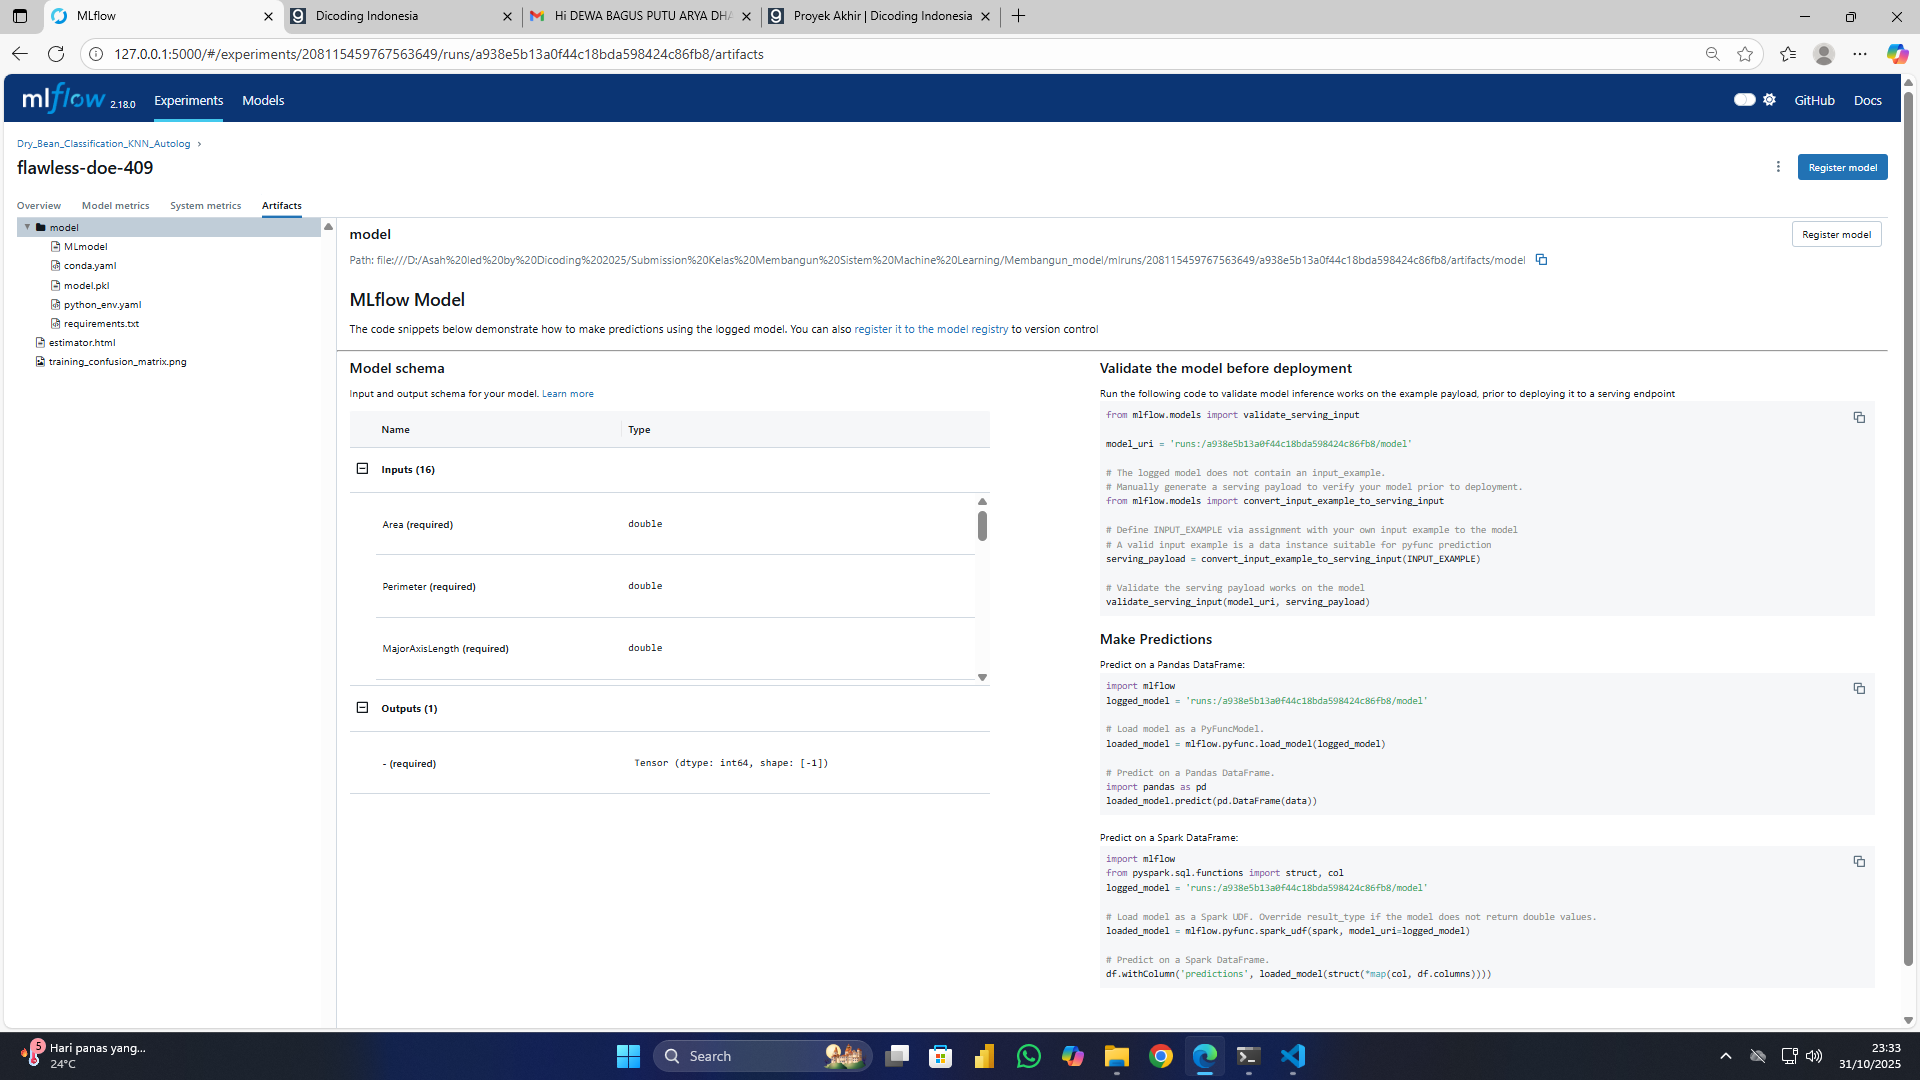 MLflow
Dicoding Indonesia
Hi DEWA BAGUS PUTU ARYA DHA
Proyek Akhir | Dicoding Indonesia
127.0.0.1:5000/#/experiments/208115459767563649/runs/a938e5b13a0f44c18bda598424c86fb8/artifacts
mlflow 2.18.0 Experiments Models GitHub Docs
Dry_Bean_Classification_KNN_Autolog
flawless-doe-409
Register model
Overview Model metrics System metrics Artifacts
model
MLmodel
conda.yaml
model.pkl
python_env.yaml
requirements.txt
estimator.html
training_confusion_matrix.png
model
Register model
Path: file:///D:/Asah%20led%20by%20Dicoding%202025/Submission%20Kelas%20Membangun%20Sistem%20Machine%20Learning/Membangun_model/mlruns/208115459767563649/a938e5b13a0f44c18bda598424c86fb8/artifacts/model
MLflow Model
The code snippets below demonstrate how to make predictions using the logged model. You can also register it to the model registry to version control
Model schema
Input and output schema for your model. Learn more
Name Type
Inputs (16)
Area (required) double
Perimeter (required) double
MajorAxisLength (required) double
Outputs (1)
- (required) Tensor (dtype: int64, shape: [-1])
Validate the model before deployment
Run the following code to validate model inference works on the example payload, prior to deploying it to a serving endpoint
from mlflow.models import validate_serving_input
model_uri = 'runs:/a938e5b13a0f44c18bda598424c86fb8/model'
# The logged model does not contain an input_example.
# Manually generate a serving payload to verify your model prior to deployment.
from mlflow.models import convert_input_example_to_serving_input
# Define INPUT_EXAMPLE via assignment with your own input example to the model
# A valid input example is a data instance suitable for pyfunc prediction
serving_payload = convert_input_example_to_serving_input(INPUT_EXAMPLE)
# Validate the serving payload works on the model
validate_serving_input(model_uri, serving_payload)
Make Predictions
Predict on a Pandas DataFrame:
import mlflow
logged_model = 'runs:/a938e5b13a0f44c18bda598424c86fb8/model'
# Load model as a PyFuncModel.
loaded_model = mlflow.pyfunc.load_model(logged_model)
# Predict on a Pandas DataFrame.
import pandas as pd
loaded_model.predict(pd.DataFrame(data))
Predict on a Spark DataFrame:
import mlflow
from pyspark.sql.functions import struct, col
logged_model = 'runs:/a938e5b13a0f44c18bda598424c86fb8/model'
# Load model as a Spark UDF. Override result_type if the model does not return double values.
loaded_model = mlflow.pyfunc.spark_udf(spark, model_uri=logged_model)
# Predict on a Spark DataFrame.
df.withColumn('predictions', loaded_model(struct(*map(col, df.columns))))
5
Hari panas yang...
24°C
Search
23:33
31/10/2025